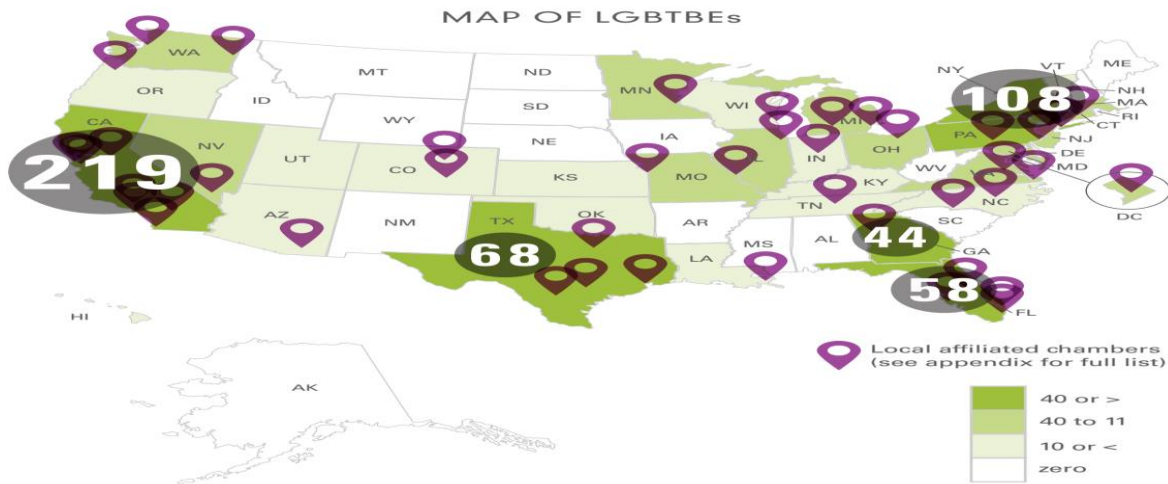 MAP OF LGBTBEs
WA
MT
ND
MN
OR
ID
SD
WI
MI
NY
VT
ME
NH
MA
RI
CT
108
WY
NE
IA
PA
NJ
OH
DE
MD
CA
NV
UT
CO
KS
MO
IL
IN
WV
VA
KY
219
DC
AZ
NM
OK
AR
TN
NC
SC
TX
68
MS
AL
44
GA
LA
58
FL
HI
AK
Local affiliated chambers
(see appendix for full list)
40 or >
40 to 11
10 or <
zero